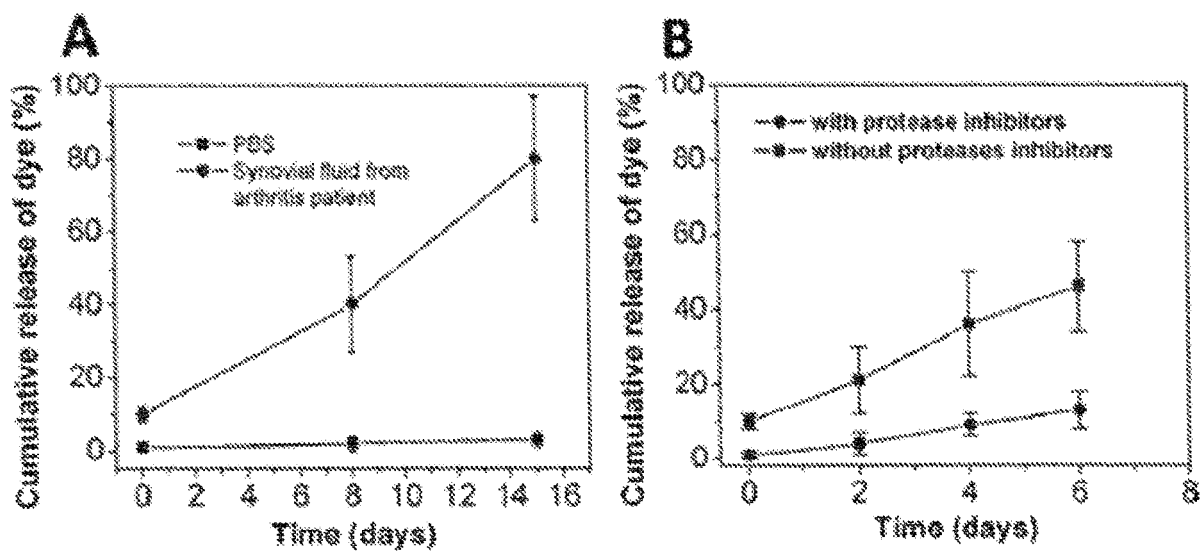 A
Cumulative release of dye (%)
100
80
60
40
20
0
PBS
Synovial fluid from
arthritis patient
0 2 4 6 8 10 12 14 16
Time (days)
B
Cumulative release of dye (%)
100
80
60
40
20
0
with protease inhibitors
without proteases inhibitors
0 2 4 6 8
Time (days)